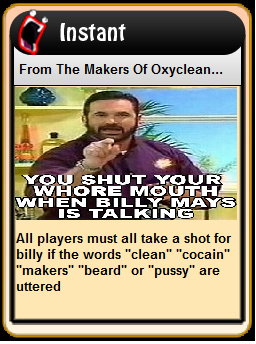 Instant
From The Makers Of Oxyclean...
YOU SHUT YOUR
WHORE MOUTH
WHEN BILLY MAYS
IS TALKING
All players must all take a shot for
billy if the words "clean" "cocain"
"makers" "beard" or "pussy" are
uttered